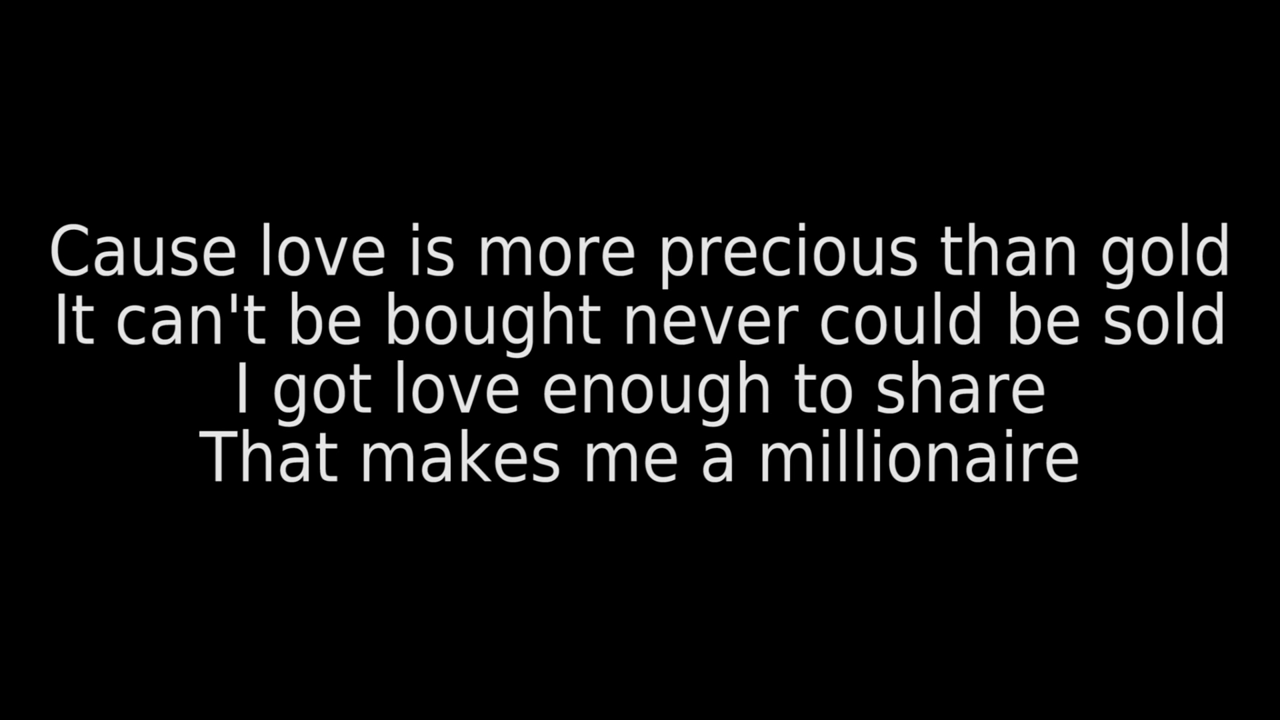 Cause love is more precious than gold
It can't be bought never could be sold
I got love enough to share
That makes me a millionaire